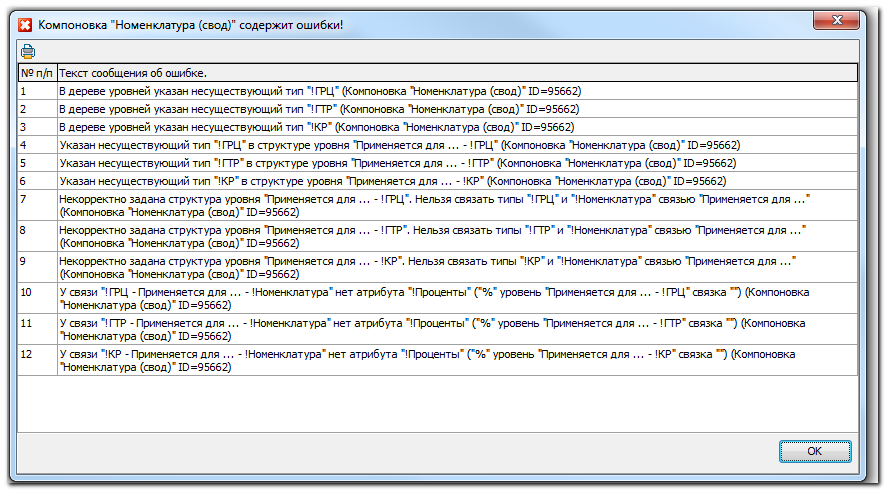 Компоновка "Номенклатура (свод)" содержит ошибки!
№ п/п Текст сообщения об ошибке.
1 В дереве уровней указан несуществующий тип "!ГРЦ" (Компоновка "Номенклатура (свод)" ID=95662)
2 В дереве уровней указан несуществующий тип "!ГТР" (Компоновка "Номенклатура (свод)" ID=95662)
3 В дереве уровней указан несуществующий тип "!КР" (Компоновка "Номенклатура (свод)" ID=95662)
4 Указан несуществующий тип "!ГРЦ" в структуре уровня "Применяется для ... - !ГРЦ" (Компоновка "Номенклатура (свод)" ID=95662)
5 Указан несуществующий тип "!ГТР" в структуре уровня "Применяется для ... - !ГТР" (Компоновка "Номенклатура (свод)" ID=95662)
6 Указан несуществующий тип "!КР" в структуре уровня "Применяется для ... - !КР" (Компоновка "Номенклатура (свод)" ID=95662)
7 Некорректно задана структура уровня "Применяется для ... - !ГРЦ". Нельзя связать типы "!ГРЦ" и "!Номенклатура" связью "Применяется для ..."
(Компоновка "Номенклатура (свод)" ID=95662)
8 Некорректно задана структура уровня "Применяется для ... - !ГТР". Нельзя связать типы "!ГТР" и "!Номенклатура" связью "Применяется для ..."
(Компоновка "Номенклатура (свод)" ID=95662)
9 Некорректно задана структура уровня "Применяется для ... - !КР". Нельзя связать типы "!КР" и "!Номенклатура" связью "Применяется для ..."
(Компоновка "Номенклатура (свод)" ID=95662)
10 У связи "!ГРЦ - Применяется для ... - !Номенклатура" нет атрибута "!Проценты" ("%" уровень "Применяется для ... - !ГРЦ" связка "") (Компоновка
"Номенклатура (свод)" ID=95662)
11 У связи "!ГТР - Применяется для ... - !Номенклатура" нет атрибута "!Проценты" ("%" уровень "Применяется для ... - !ГТР" связка "") (Компоновка
"Номенклатура (свод)" ID=95662)
12 У связи "!КР - Применяется для ... - !Номенклатура" нет атрибута "!Проценты" ("%" уровень "Применяется для ... - !КР" связка "") (Компоновка
"Номенклатура (свод)" ID=95662)
OK